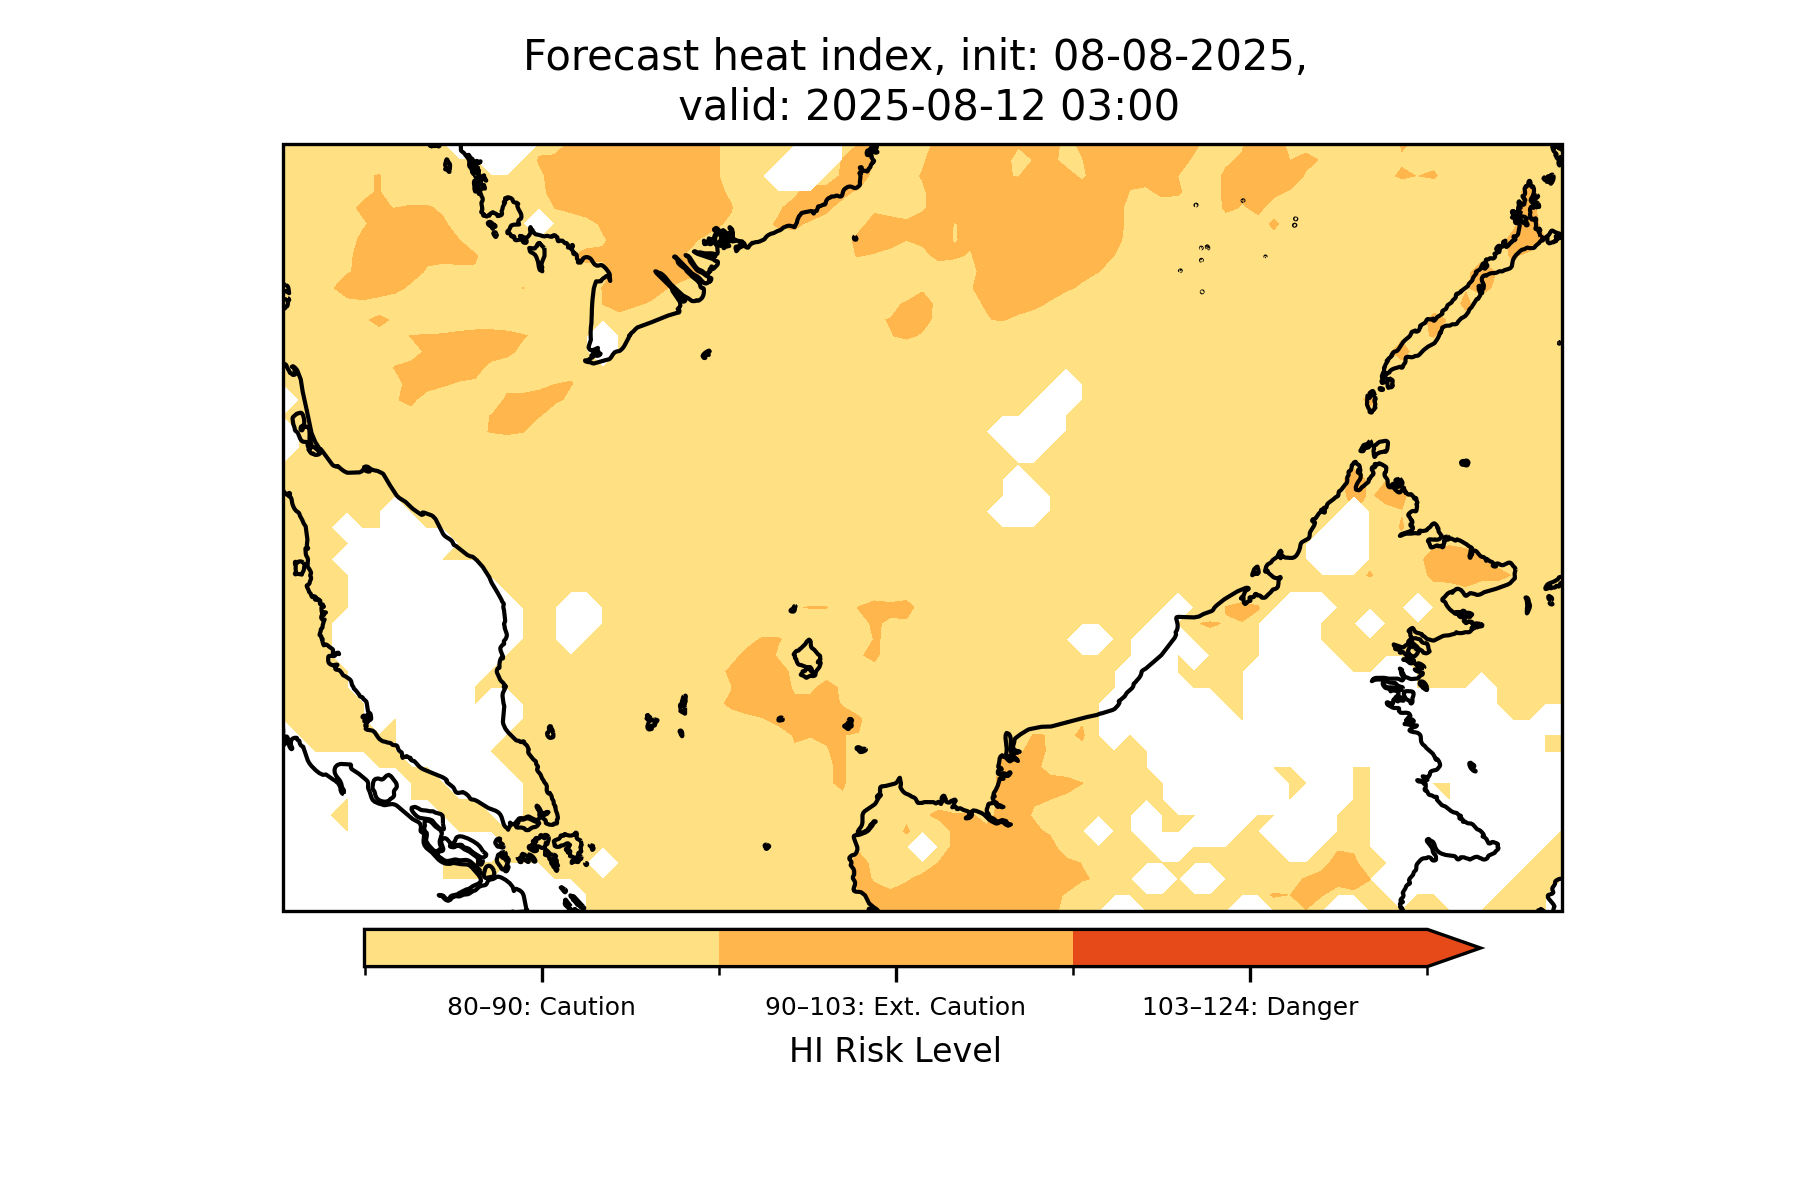 Forecast heat index, init: 08-08-2025,
valid: 2025-08-12 03:00
80–90: Caution
90–103: Ext. Caution
103–124: Danger
HI Risk Level